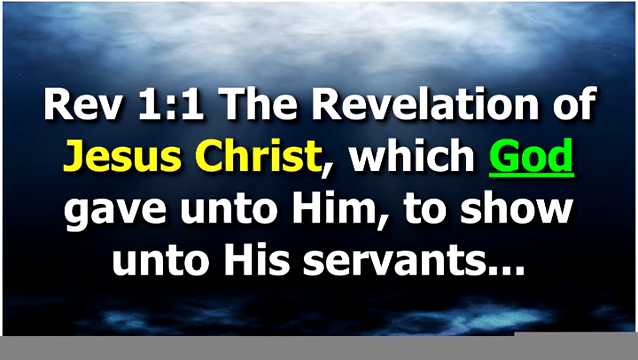 Rev 1:1 The Revelation of
Jesus Christ, which God
gave unto Him, to show
unto His servants...